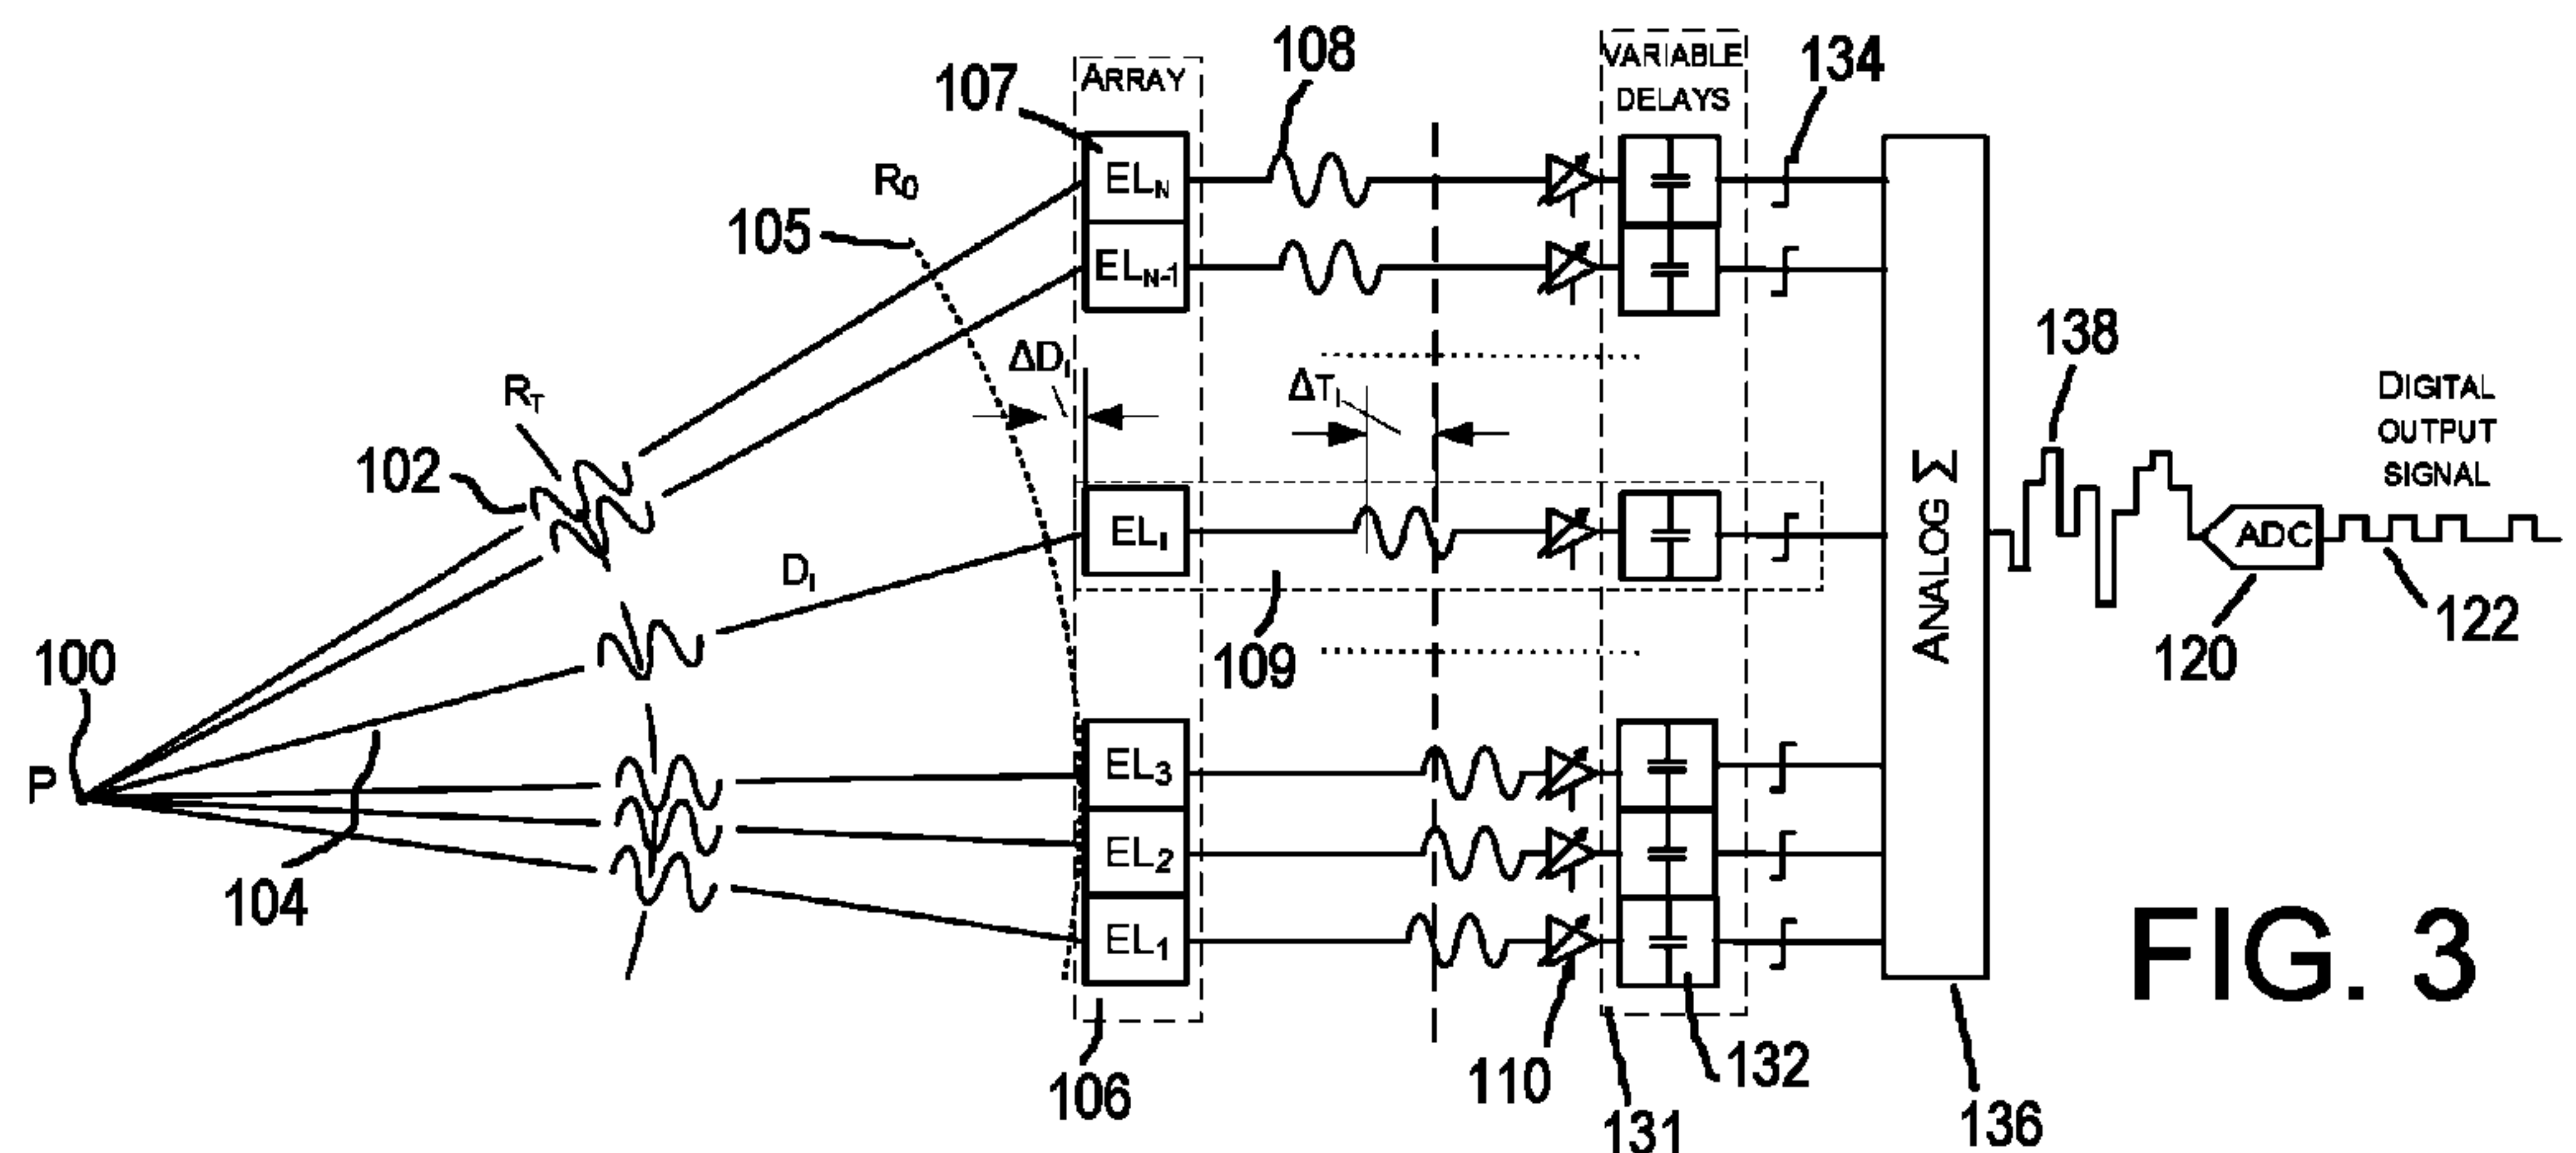 108
VARIABLE
DELAYS
134
107
ARRAY
R0
105
ELN
ELN-1
138
ΔDI
ΔTI
DIGITAL
OUTPUT
SIGNAL
RT
102
DI
ELI
ANALOG Σ
ADC
109
120
122
100
P
104
EL3
EL2
EL1
FIG. 3
106
110
131
132
136